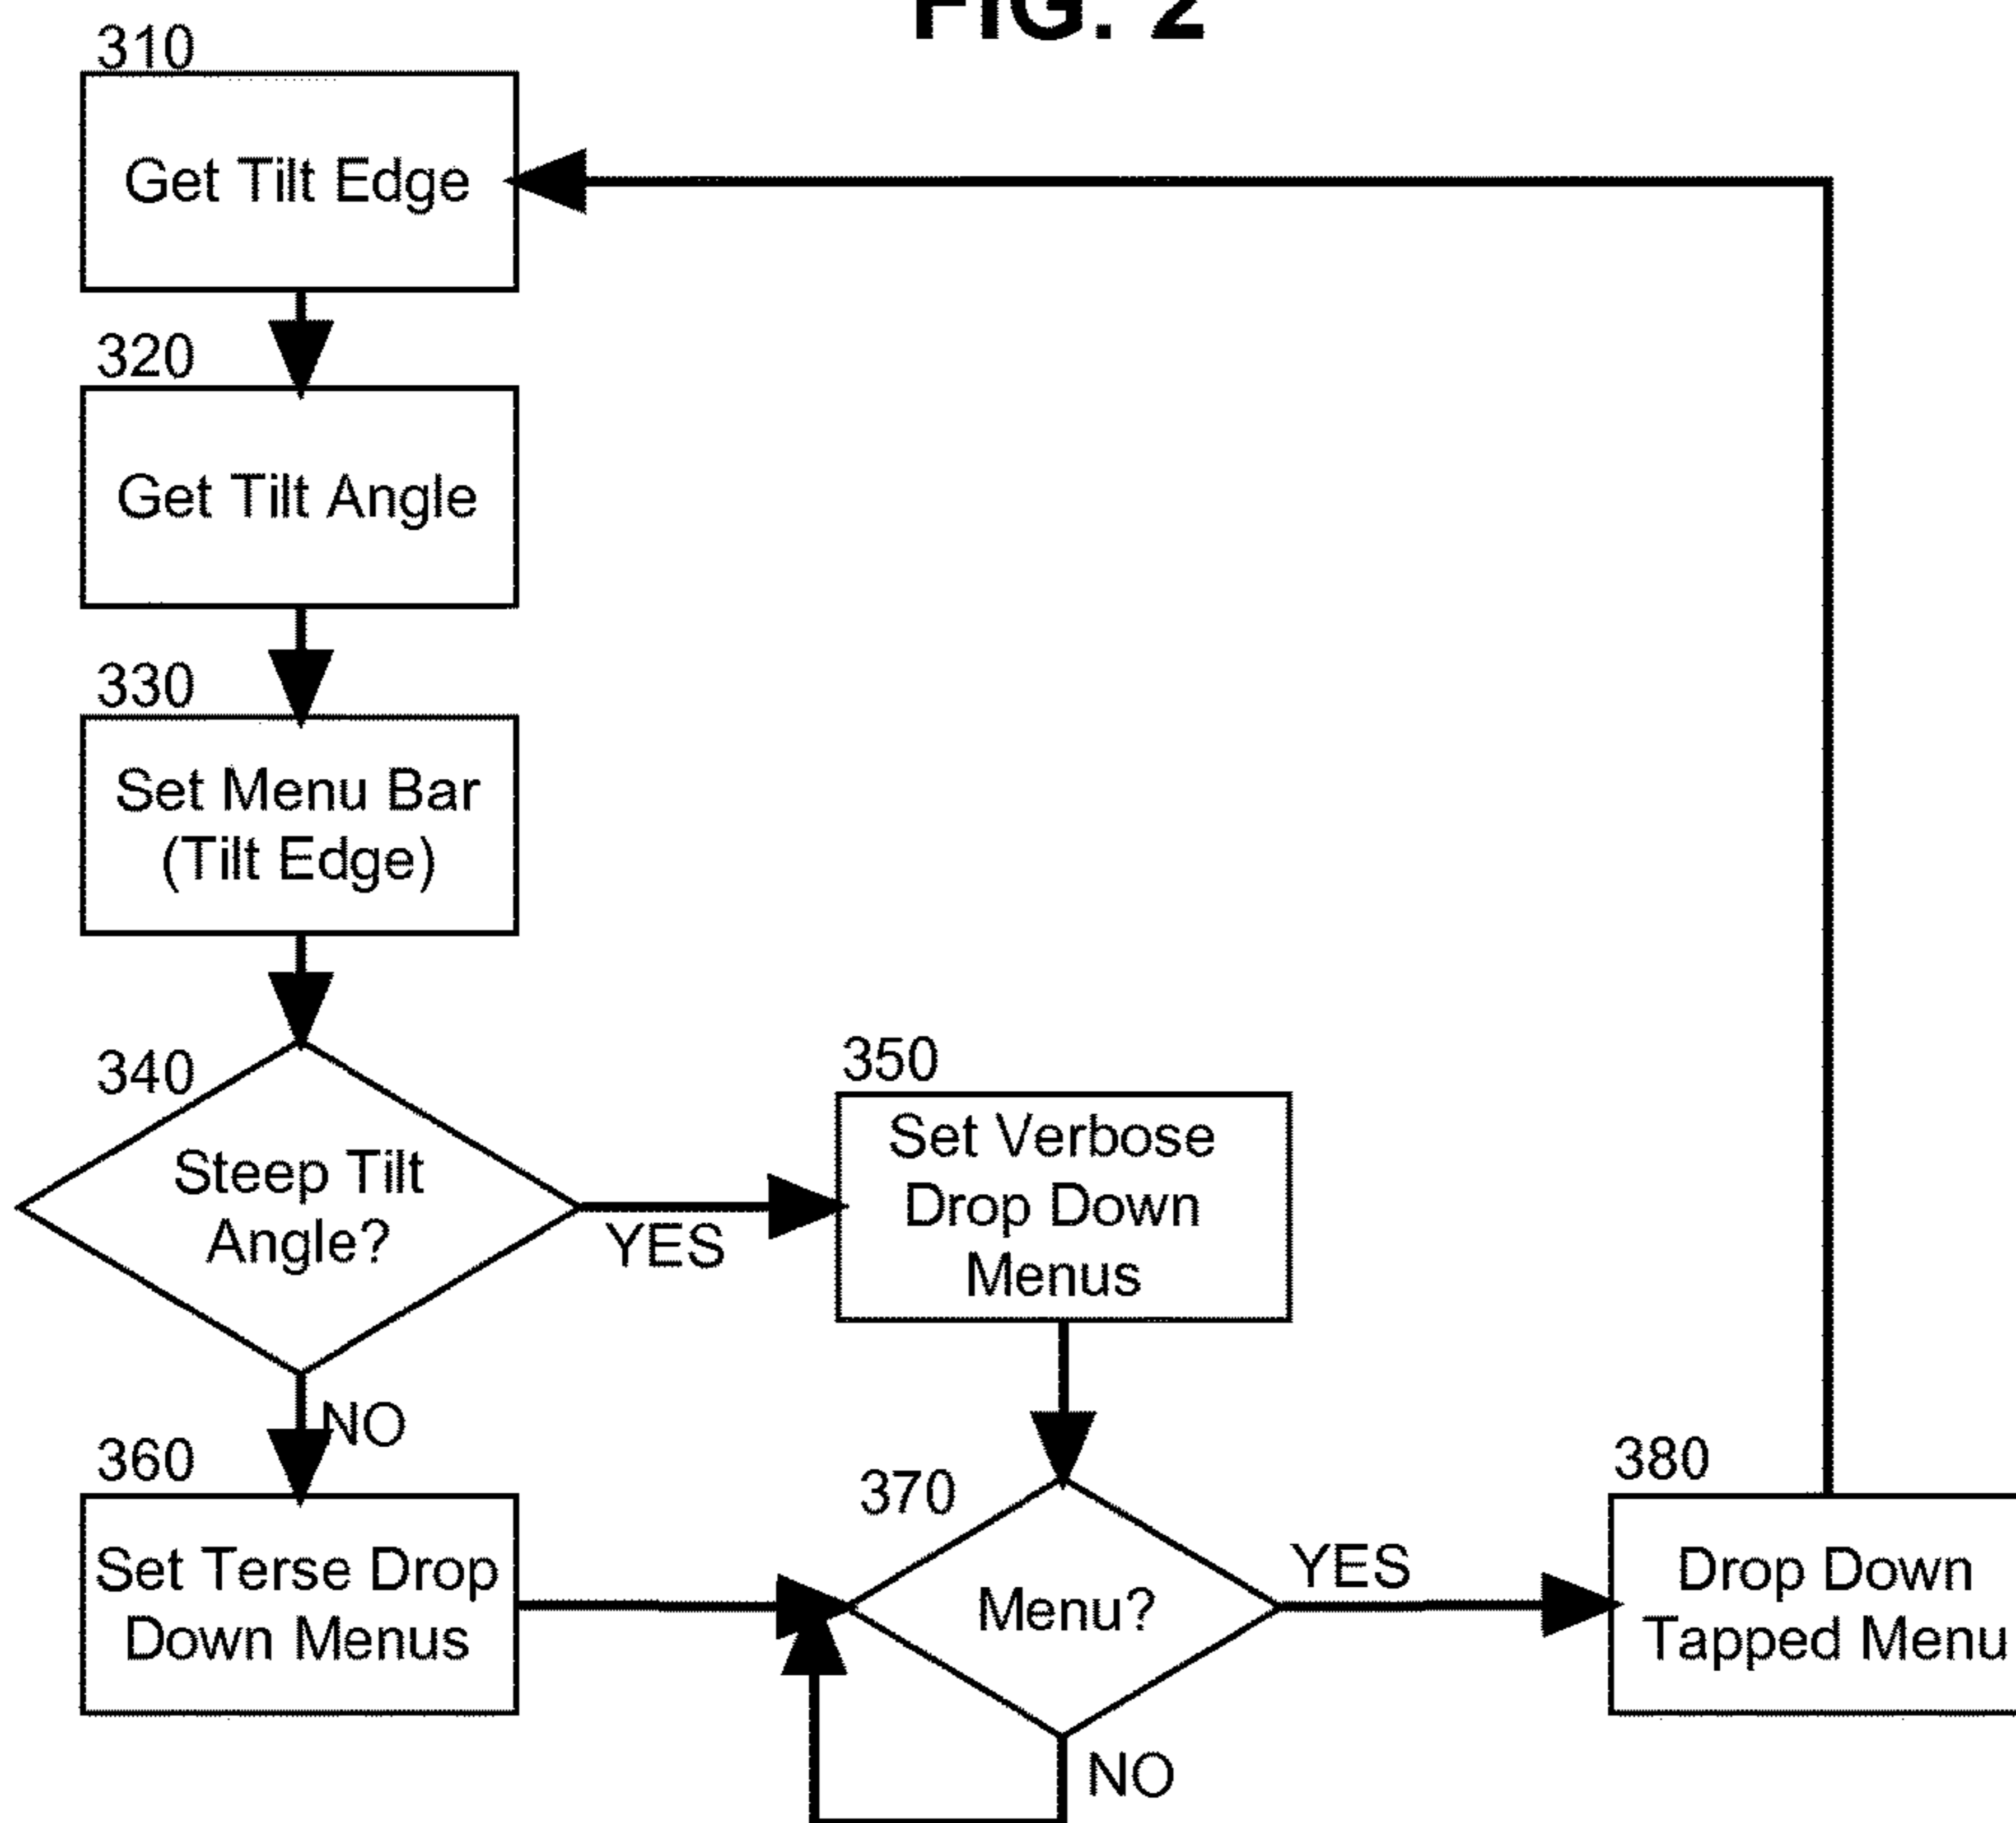 FIG. 2
310
Get Tilt Edge
320
Get Tilt Angle
330
Set Menu Bar
(Tilt Edge)
340
Steep Tilt
Angle?
YES
NO
350
Set Verbose
Drop Down
Menus
360
Set Terse Drop
Down Menus
370
Menu?
YES
NO
380
Drop Down
Tapped Menu